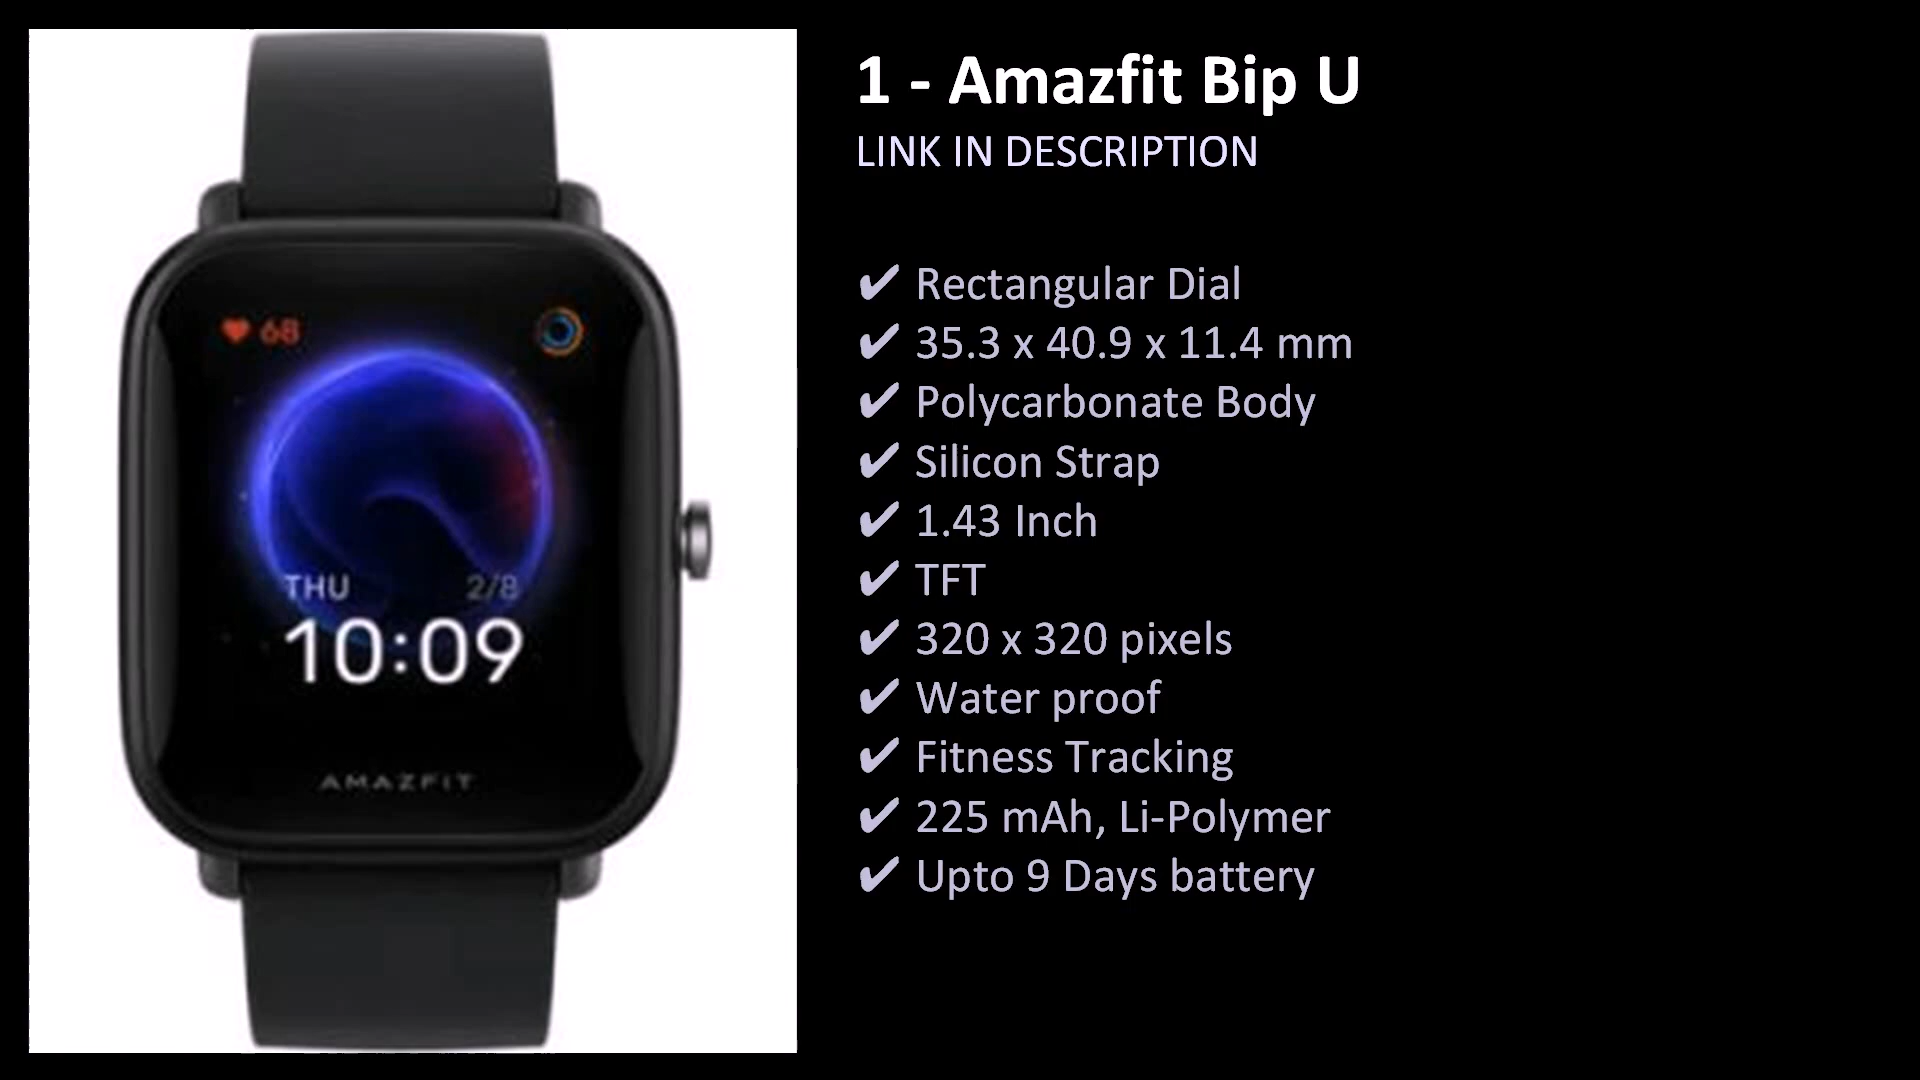 1 - Amazfit Bip U
LINK IN DESCRIPTION
✔ Rectangular Dial
✔ 35.3 x 40.9 x 11.4 mm
✔ Polycarbonate Body
✔ Silicon Strap
✔ 1.43 Inch
✔ TFT
✔ 320 x 320 pixels
✔ Water proof
✔ Fitness Tracking
✔ 225 mAh, Li-Polymer
✔ Upto 9 Days battery
68
THU 2/8
10:09
AMAZFIT